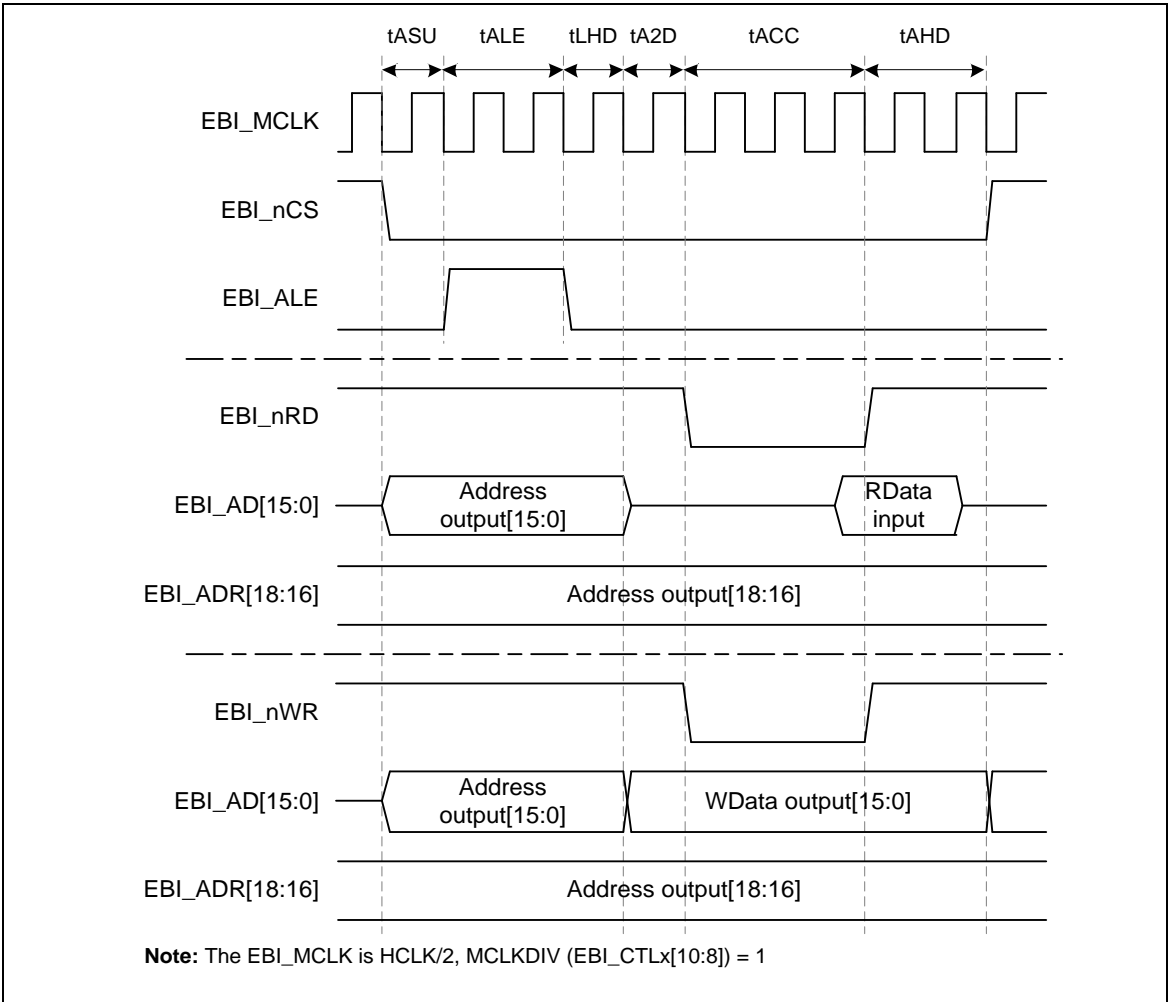 tASU tALE tLHD tA2D tACC tAHD
EBI_MCLK
EBI_nCS
EBI_ALE
EBI_nRD
EBI_AD[15:0]
Address
output[15:0]
RData
input
EBI_ADR[18:16]
Address output[18:16]
EBI_nWR
EBI_AD[15:0]
Address
output[15:0]
WData output[15:0]
EBI_ADR[18:16]
Address output[18:16]
Note: The EBI_MCLK is HCLK/2, MCLKDIV (EBI_CTLx[10:8]) = 1